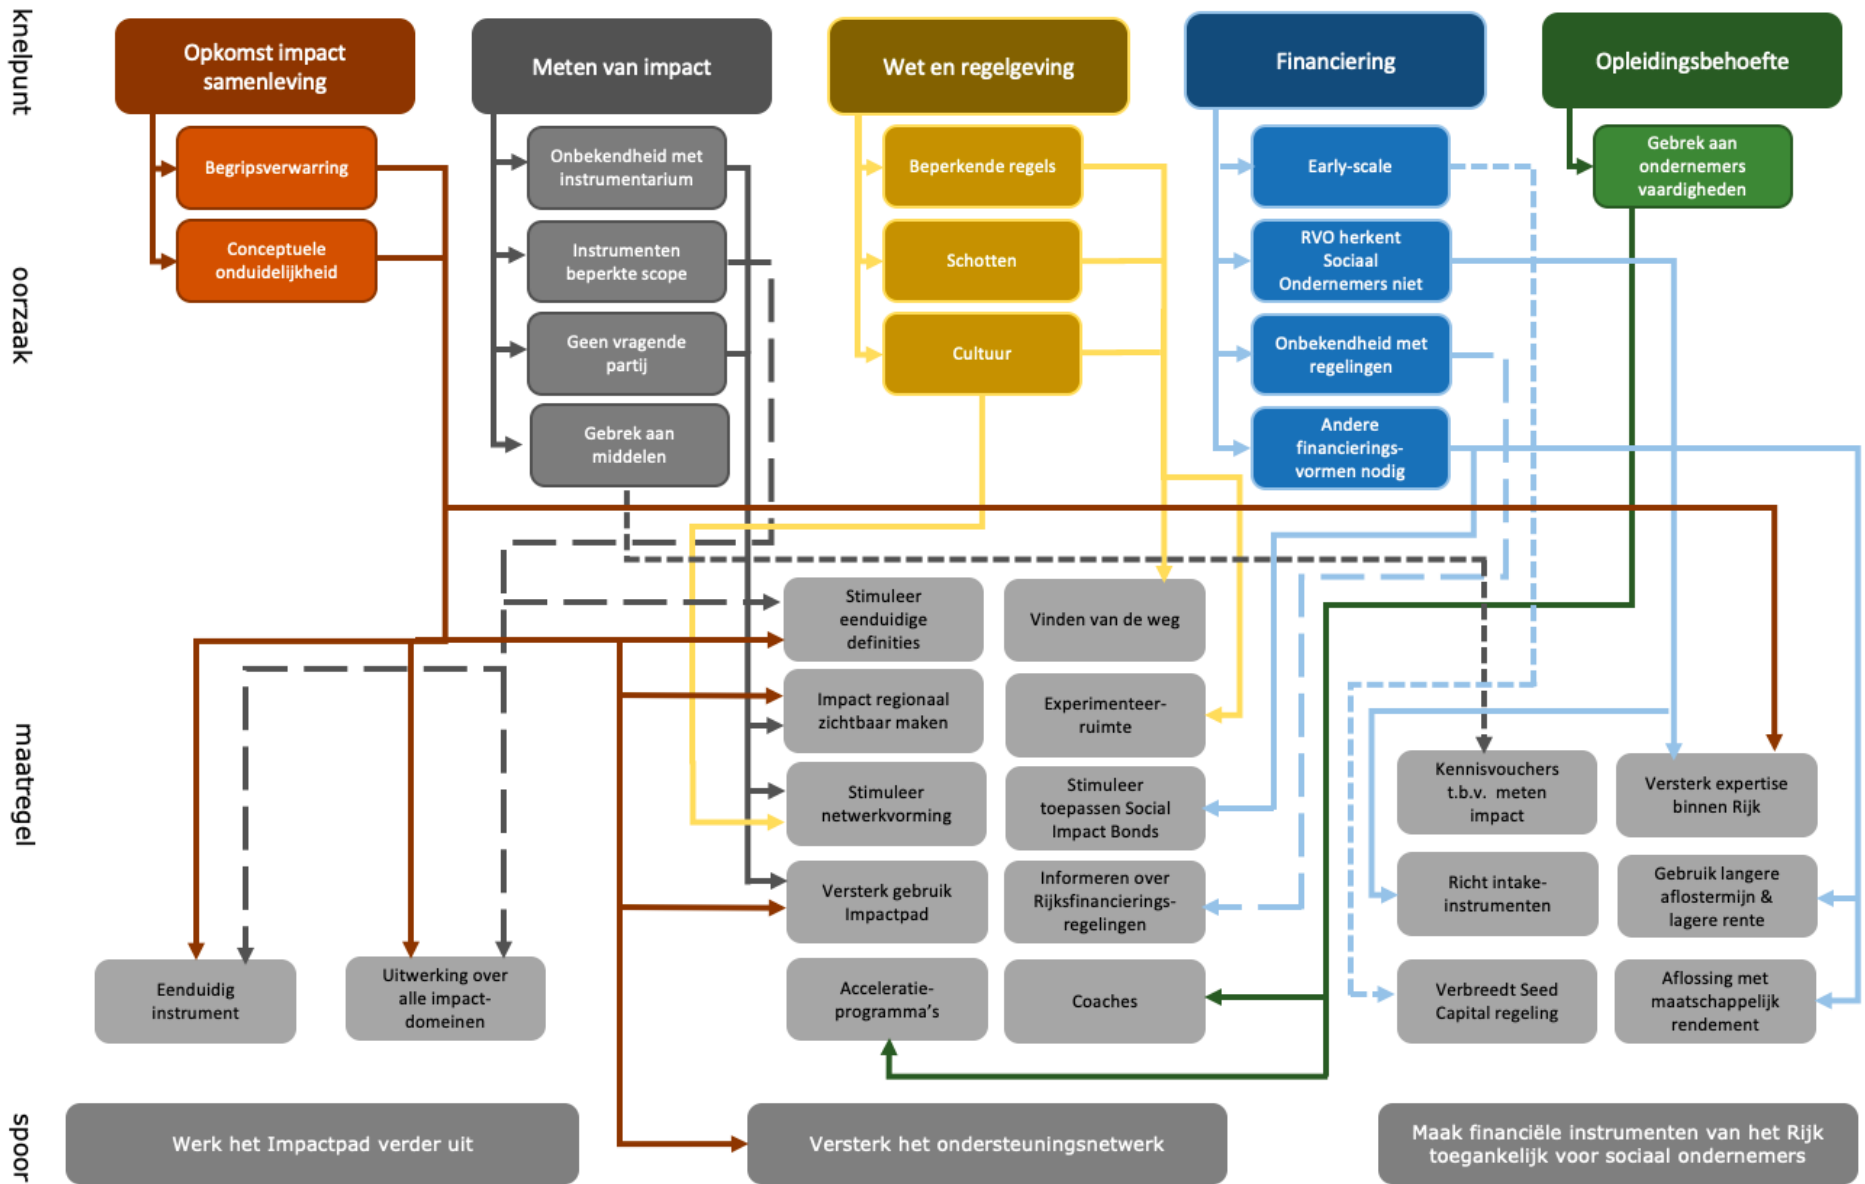 knelpunt
Opkomst impact
samenleving
Meten van impact
Wet en regelgeving
Financiering
Opleidingsbehoefte
oorzaak
Begripsverwarring
Conceptuele
onduidelijkheid
Onbekendheid met
instrumentarium
Instrumenten
beperkte scope
Geen vragende
partij
Gebrek aan
middelen
Beperkende regels
Schotten
Cultuur
Early-scale
RVO herkent
Sociaal
Ondernemers niet
Onbekendheid met
regelingen
Andere
financierings-
vormen nodig
Gebrek aan
ondernemers
vaardigheden
maatregel
Eenduidig
instrument
Uitwerking over
alle impact-
domeinen
Stimuleer
eenduidige
definities
Impact regionaal
zichtbaar maken
Stimuleer
netwerkvorming
Versterk gebruik
Impactpad
Acceleratie-
programma's
Vinden van de weg
Experimenteer-
ruimte
Stimuleer
toepassen Social
Impact Bonds
Informeren over
Rijksfinancierings-
regelingen
Coaches
Kennisvouchers
t.b.v. meten
impact
Richt intake-
instrumenten
Verbreedt Seed
Capital regeling
Versterk expertise
binnen Rijk
Gebruik langere
aflostermijn &
lagere rente
Aflossing met
maatschappelijk
rendement
spoor
Werk het Impactpad verder uit
Versterk het ondersteuningsnetwerk
Maak financiële instrumenten van het Rijk
toegankelijk voor sociaal ondernemers